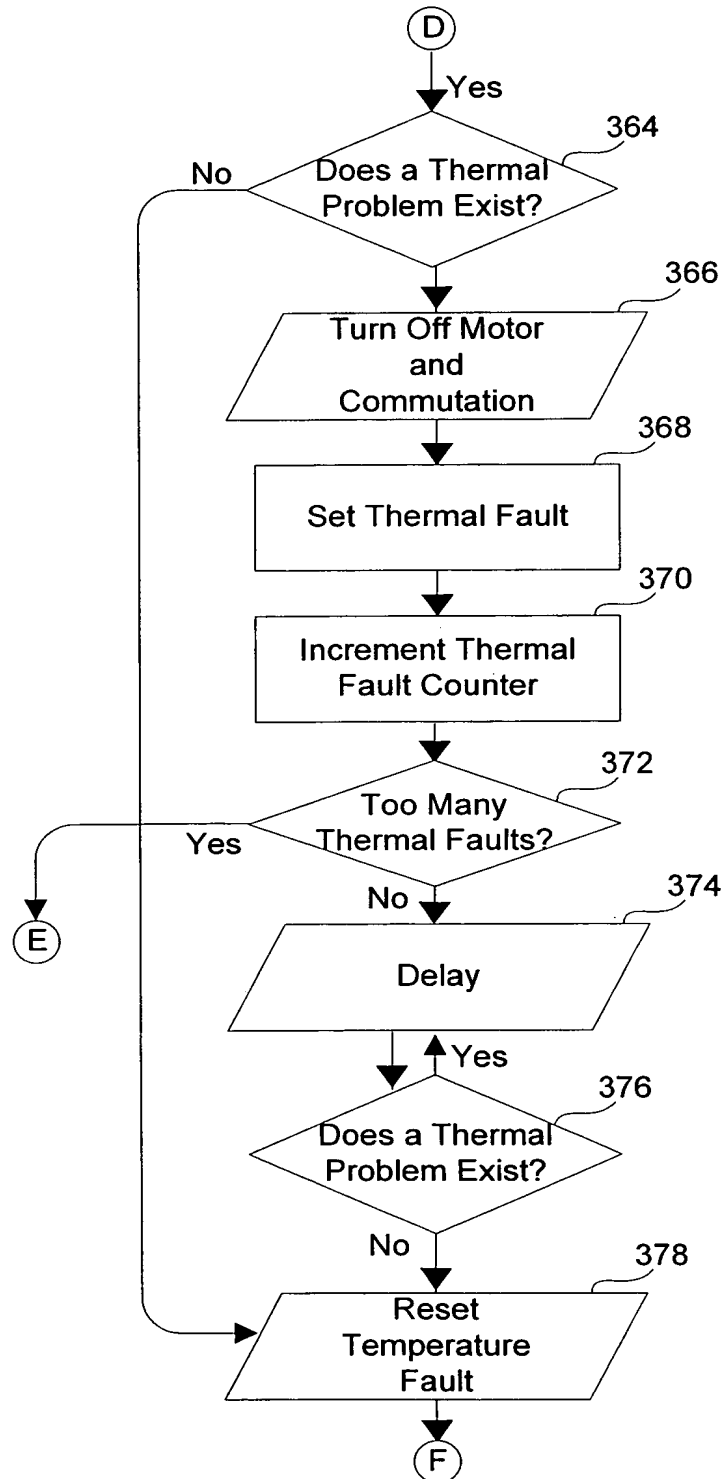 D
Yes
364
No
Does a Thermal
Problem Exist?
366
Turn Off Motor
and
Commutation
368
Set Thermal Fault
370
Increment Thermal
Fault Counter
372
Too Many
Thermal Faults?
Yes
No
374
E
Delay
Yes
376
Does a Thermal
Problem Exist?
No
378
Reset
Temperature
Fault
F